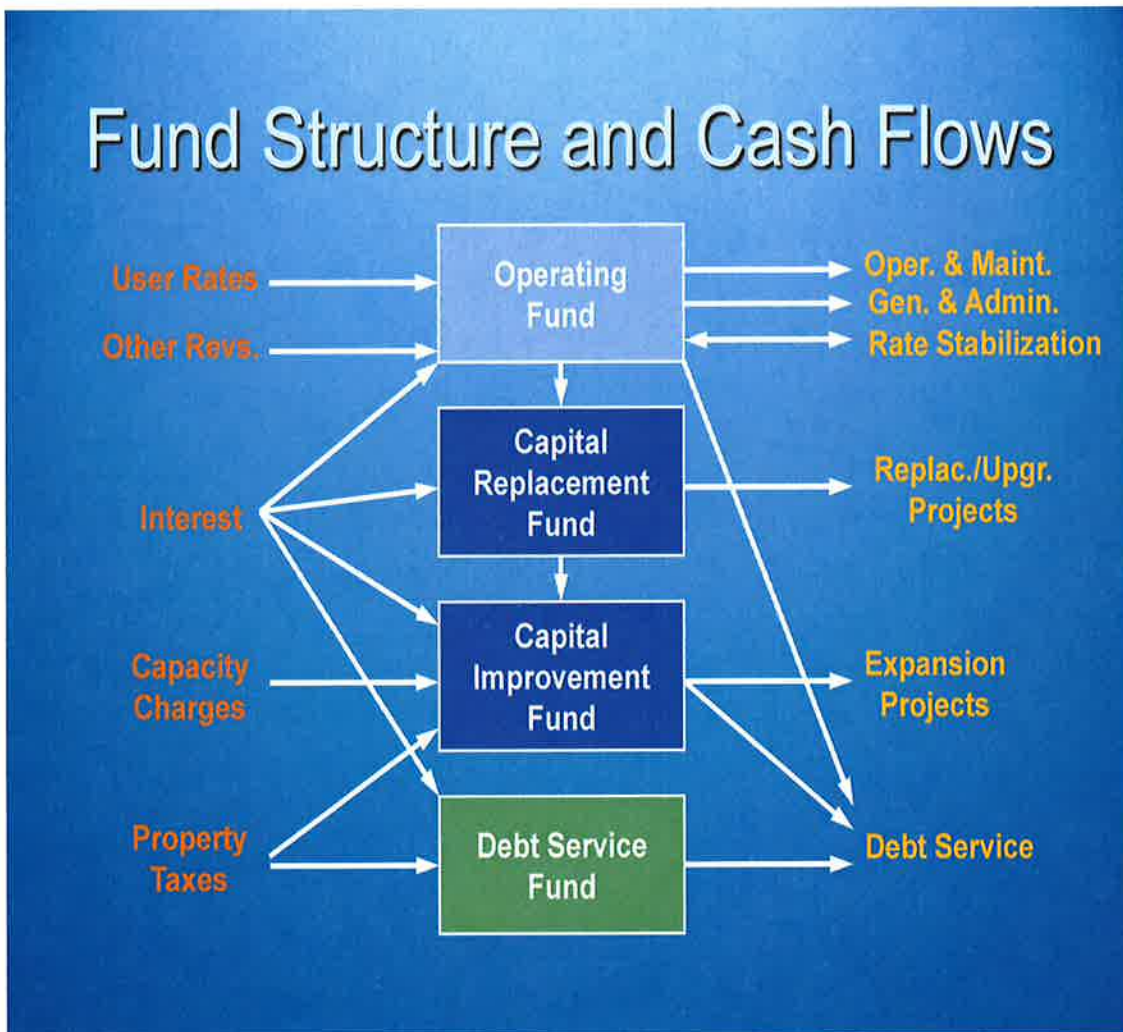 Fund Structure and Cash Flows
User Rates
Other Revs.
Interest
Capacity
Charges
Property
Taxes
Operating
Fund
Capital
Replacement
Fund
Capital
Improvement
Fund
Debt Service
Fund
Oper. & Maint.
Gen. & Admin.
Rate Stabilization
Replac./Upgr.
Projects
Expansion
Projects
Debt Service